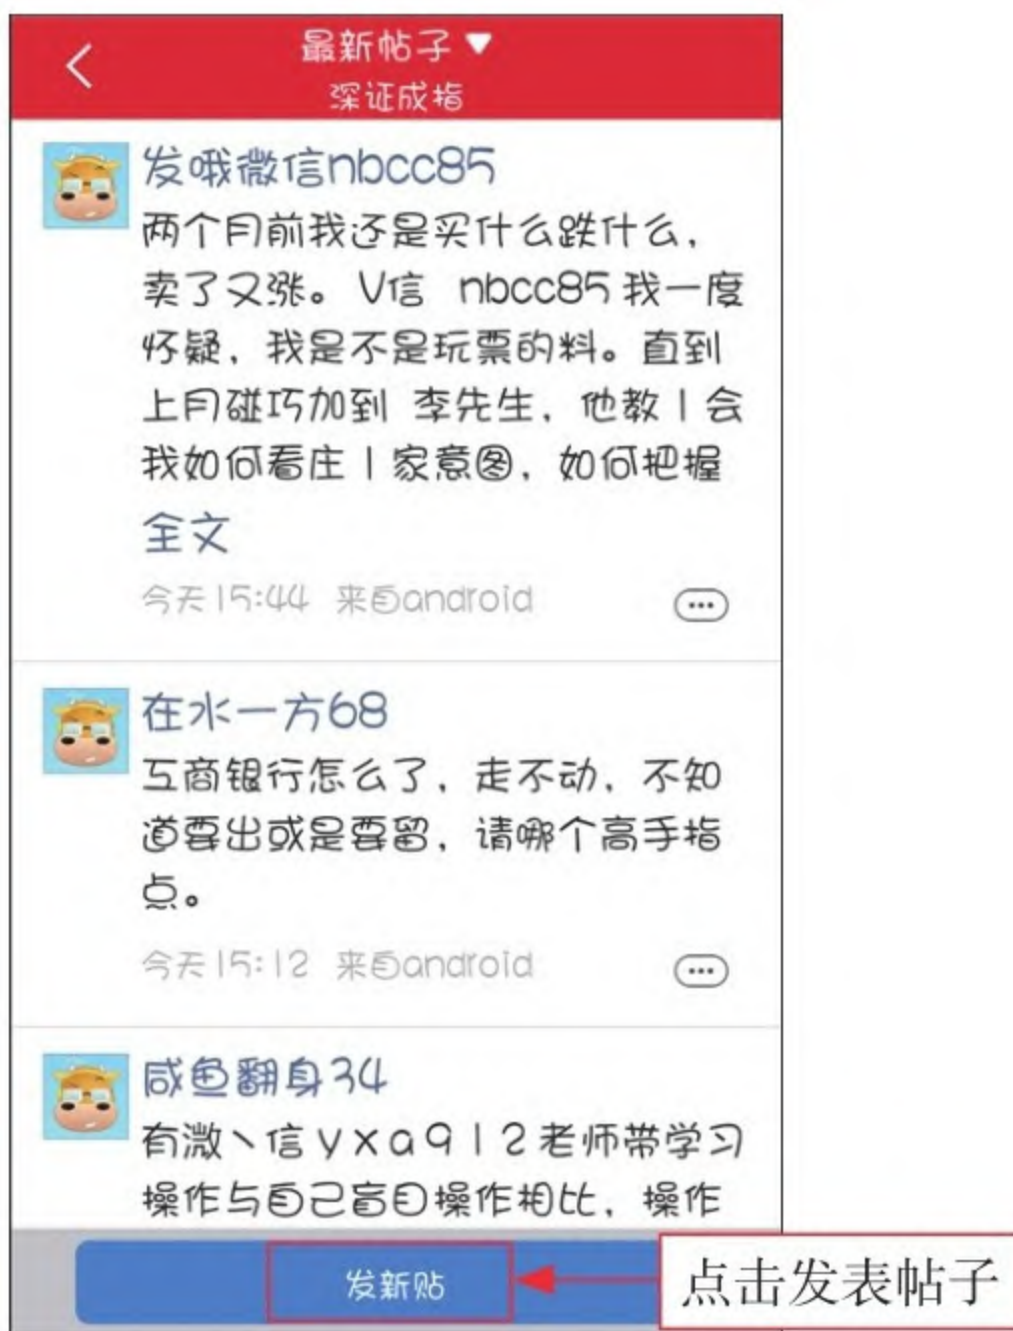 最新帖子▼
深证成指
发哦微信nbcc85
两个月前我还是买什么跌什么，
卖了又涨。V信 nbcc85 我一度
怀疑，我是不是玩票的料。直到
上月碰巧加到 李先生，他教丨会
我如何看庄丨家意图，如何把握
全文
今天15:44 来自android
在水一方68
工商银行怎么了，走不动，不知
道要出或是要留，请哪个高手指
点。
今天15:12 来自android
咸鱼翻身34
有溦丶信 y x a 9 1 2 老师带学习
操作与自己盲目操作相比，操作
发新贴
点击发表帖子